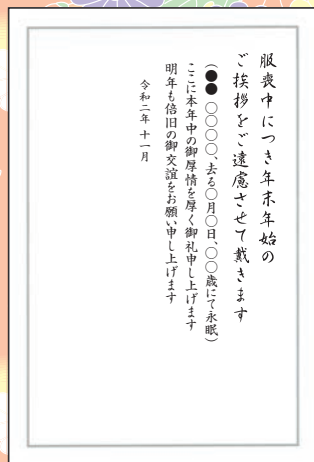 服喪中につき年末年始の
ご挨拶をご遠慮させて戴きます
(●● ○○○○、去る○月○日、○○歳にて永眠)
ここに本年中の御厚情を厚く御礼申し上げます
明年も倍旧の御交誼をお願い申し上げます
令和二年 十一月